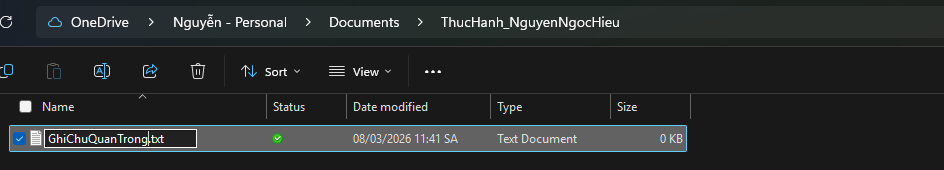 OneDrive > Nguyễn - Personal > Documents > ThucHanh_NguyenNgocHieu
Sort View
Name Status Date modified Type Size
GhiChuQuanTrong.txt 08/03/2026 11:41 SA Text Document 0 KB